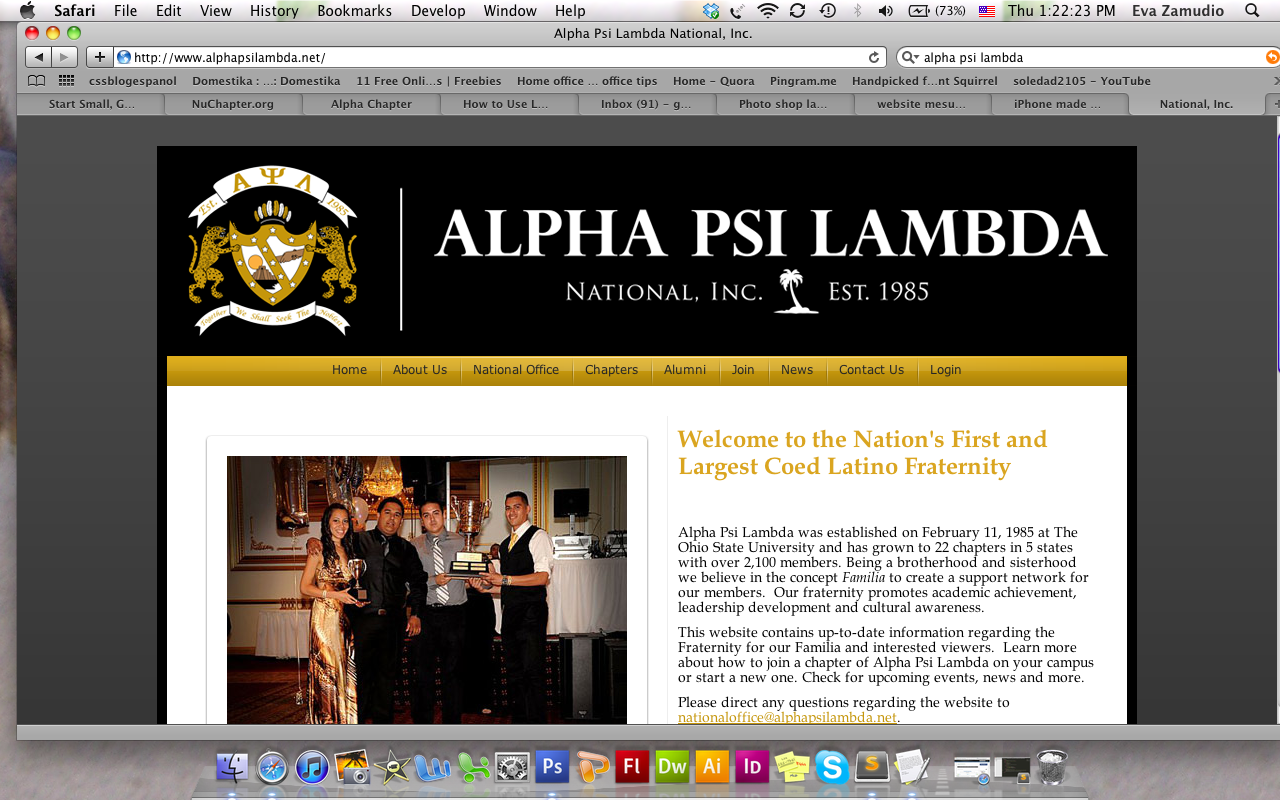 Safari File Edit View History Bookmarks Develop Window Help (73%) Thu 1:22:23 PM Eva Zamudio
Alpha Psi Lambda National, Inc.
http://www.alphapsilambda.net/ alpha psi lambda
cssblogespanol Domestika : ...: Domestika 11 Free Onli...s | Freebies Home office ... office tips Home – Quora Pingram.me Handpicked f...nt Squirrel soledad2105 – YouTube
Start Small, G... NuChapter.org Alpha Chapter How to Use L... Inbox (91) – g... Photo shop la... website mesu... iPhone made ... National, Inc.
ΑΨΛ
Est. 1985
Together We Shall Seek The Noblest
ALPHA PSI LAMBDA
NATIONAL, INC. EST. 1985
Home About Us National Office Chapters Alumni Join News Contact Us Login
Welcome to the Nation's First and
Largest Coed Latino Fraternity
Alpha Psi Lambda was established on February 11, 1985 at The
Ohio State University and has grown to 22 chapters in 5 states
with over 2,100 members. Being a brotherhood and sisterhood
we believe in the concept Familia to create a support network for
our members. Our fraternity promotes academic achievement,
leadership development and cultural awareness.
This website contains up-to-date information regarding the
Fraternity for our Familia and interested viewers. Learn more
about how to join a chapter of Alpha Psi Lambda on your campus
or start a new one. Check for upcoming events, news and more.
Please direct any questions regarding the website to
nationaloffice@alphapsilambda.net.
Ps Fl Dw Ai Id S S